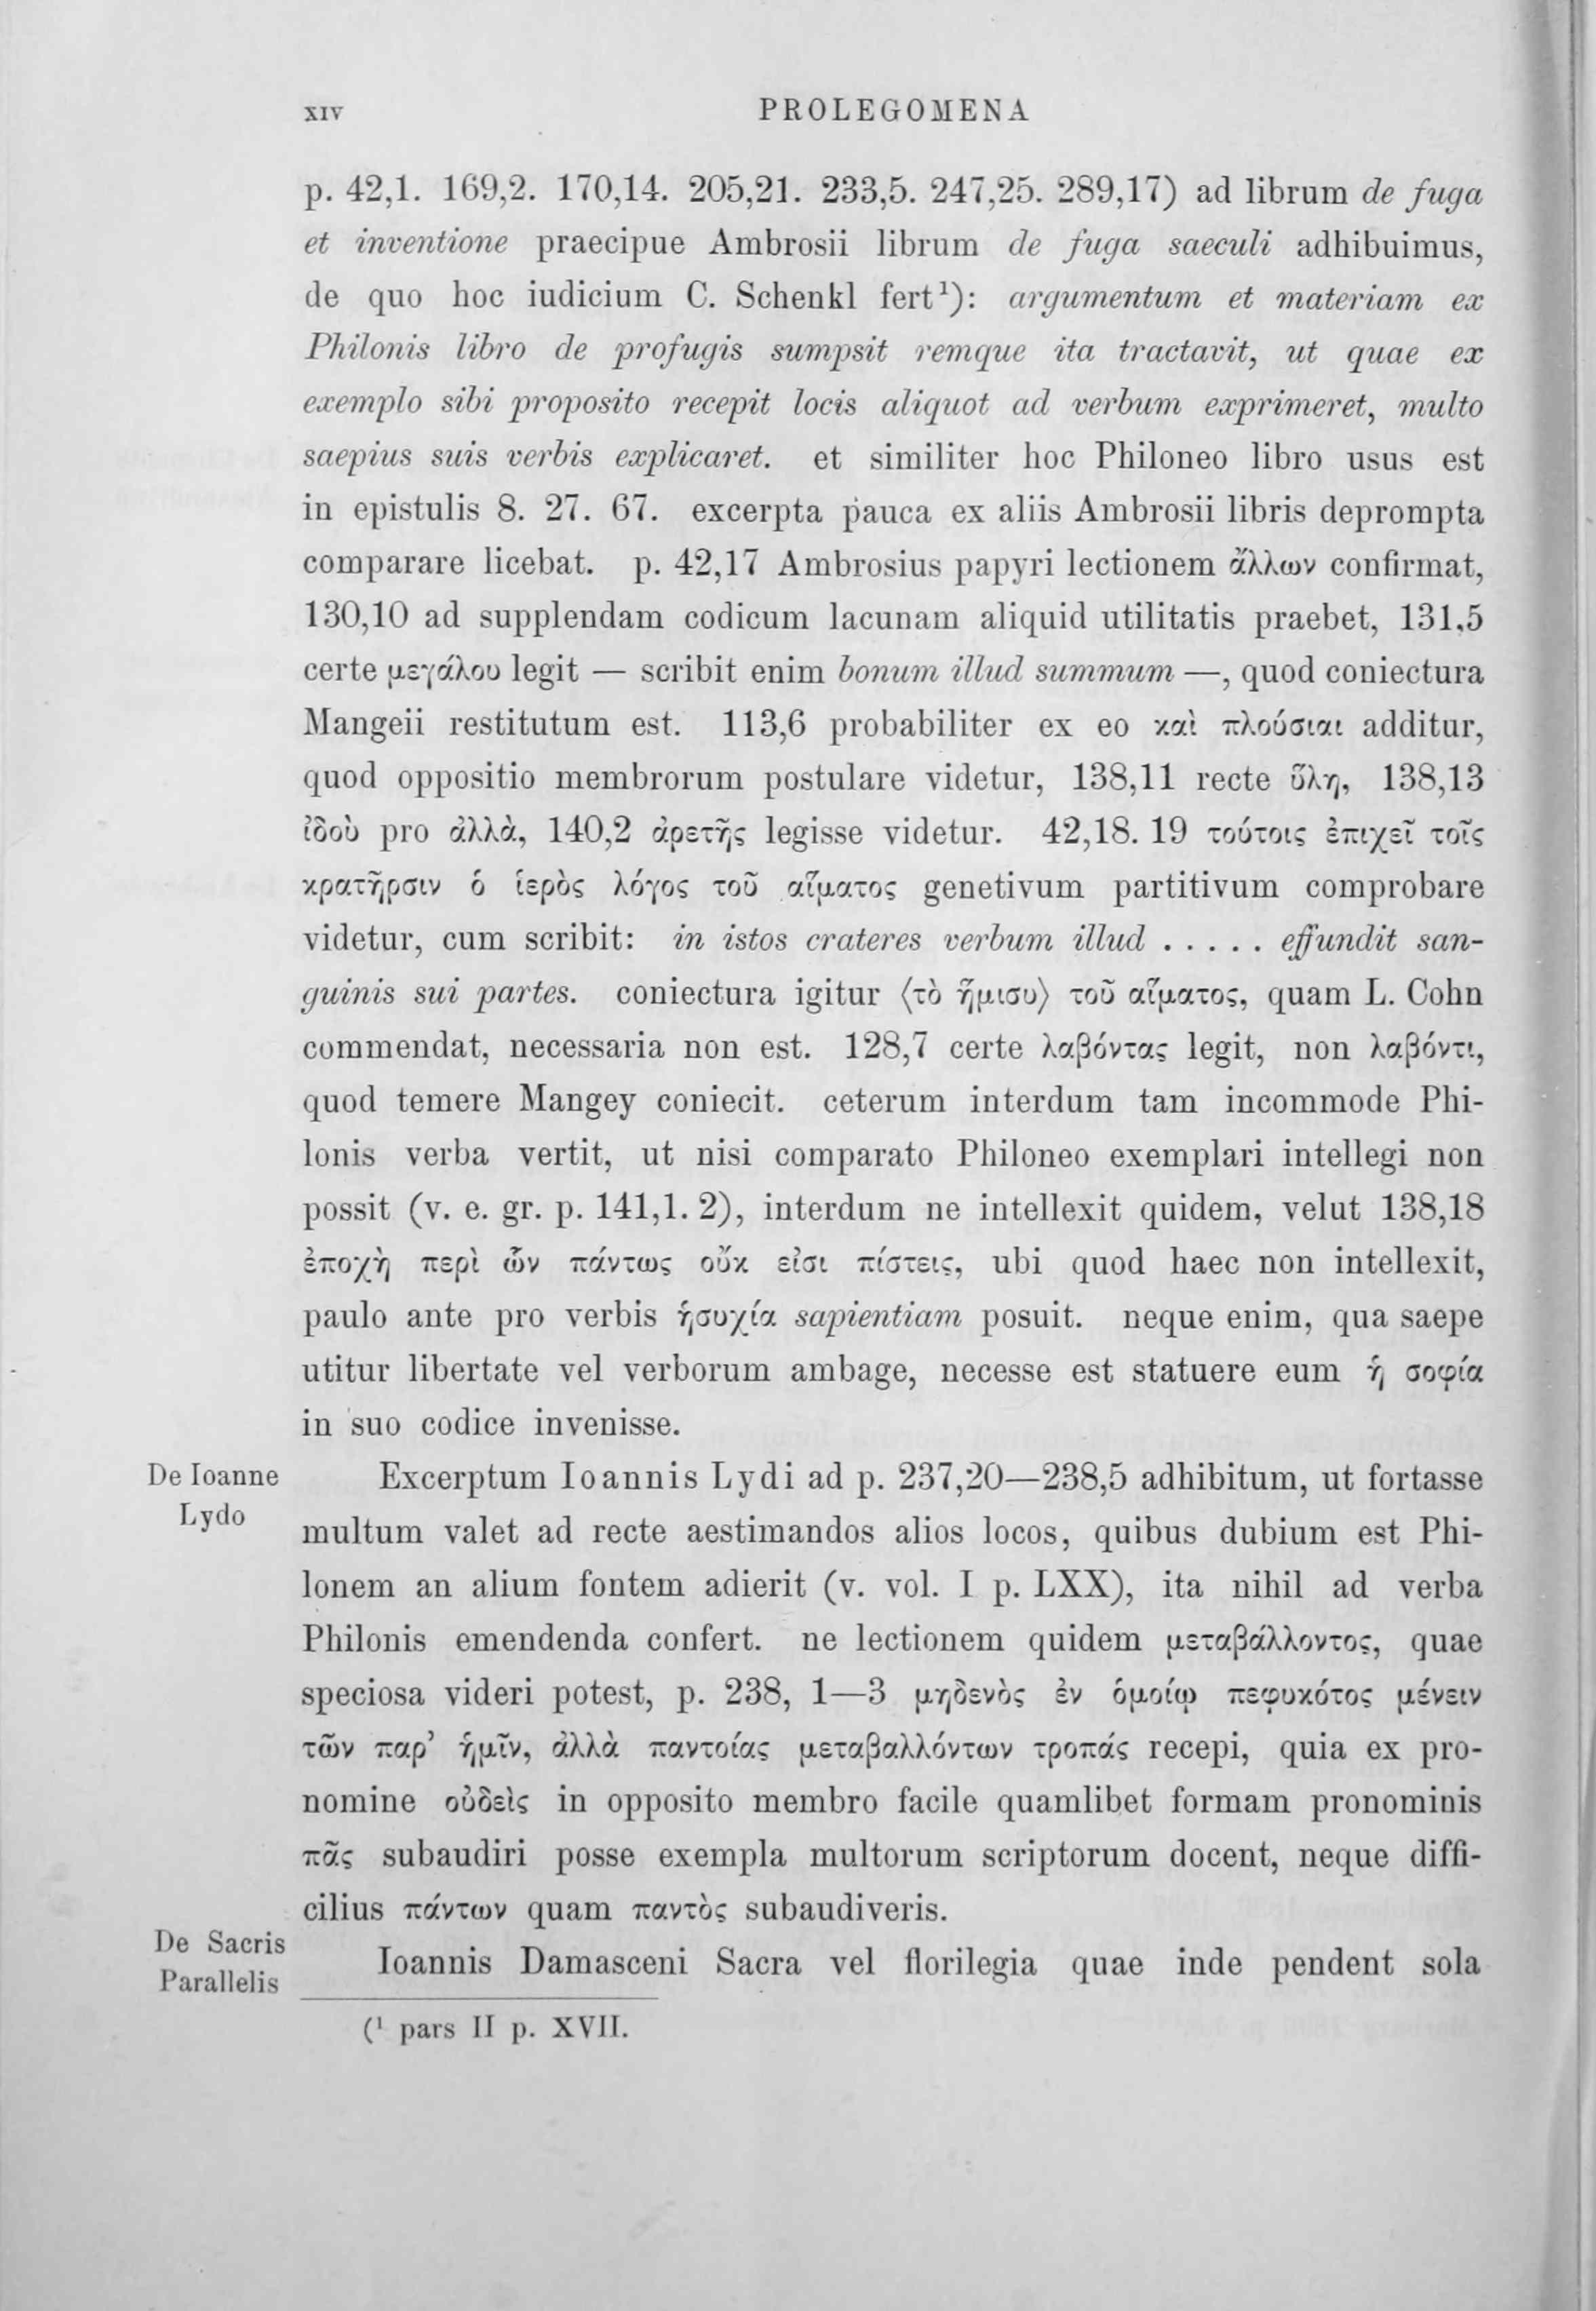 XIV PROLEGOMENA
p. 42,1. 169,2. 170,14. 205,21. 233,5. 247,25. 289,17) ad librum de fuga
et inventione praecipue Ambrosii librum de fuga saeculi adhibuimus,
de quo hoc iudicium C. Schenkl fert¹): argumentum et materiam ex
Philonis libro de profugis sumpsit remque ita tractavit, ut quae ex
exemplo sibi proposito recepit locis aliquot ad verbum exprimeret, multo
saepius suis verbis explicaret. et similiter hoc Philoneo libro usus est
in epistulis 8. 27. 67. excerpta pauca ex aliis Ambrosii libris deprompta
comparare licebat. p. 42,17 Ambrosius papyri lectionem ἄλλων confirmat,
130,10 ad supplendam codicum lacunam aliquid utilitatis praebet, 131,5
certe μεγάλου legit — scribit enim bonum illud summum —, quod coniectura
Mangeii restitutum est. 113,6 probabiliter ex eo καὶ πλούσιαι additur,
quod oppositio membrorum postulare videtur, 138,11 recte ὕλη, 138,13
ἰδοὺ pro ἀλλὰ, 140,2 ἀρετῆς legisse videtur. 42,18. 19 τούτοις ἐπιχεῖ τοῖς
κρατῆρσιν ὁ ἱερὸς λόγος τοῦ αἵματος genetivum partitivum comprobare
videtur, cum scribit: in istos crateres verbum illud . . . . . effundit san-
guinis sui partes. coniectura igitur ⟨τὸ ἥμισυ⟩ τοῦ αἵματος, quam L. Cohn
commendat, necessaria non est. 128,7 certe λαβόντας legit, non λαβόντι,
quod temere Mangey coniecit. ceterum interdum tam incommode Phi-
lonis verba vertit, ut nisi comparato Philoneo exemplari intellegi non
possit (v. e. gr. p. 141,1. 2), interdum ne intellexit quidem, velut 138,18
ἐποχὴ περὶ ὧν πάντως οὔκ εἰσι πίστεις, ubi quod haec non intellexit,
paulo ante pro verbis ἡσυχία sapientiam posuit. neque enim, qua saepe
utitur libertate vel verborum ambage, necesse est statuere eum ἡ σοφία
in suo codice invenisse.
De Ioanne
Lydo
Excerptum Ioannis Lydi ad p. 237,20—238,5 adhibitum, ut fortasse
multum valet ad recte aestimandos alios locos, quibus dubium est Phi-
lonem an alium fontem adierit (v. vol. I p. LXX), ita nihil ad verba
Philonis emendenda confert. ne lectionem quidem μεταβάλλοντος, quae
speciosa videri potest, p. 238, 1—3 μηδενὸς ἐν ὁμοίῳ πεφυκότος μένειν
τῶν παρ’ ἡμῖν, ἀλλὰ παντοίας μεταβαλλόντων τροπάς recepi, quia ex pro-
nomine οὐδεὶς in opposito membro facile quamlibet formam pronominis
πᾶς subaudiri posse exempla multorum scriptorum docent, neque diffi-
cilius πάντων quam παντὸς subaudiveris.
De Sacris
Parallelis
Ioannis Damasceni Sacra vel florilegia quae inde pendent sola
(¹ pars II p. XVII.